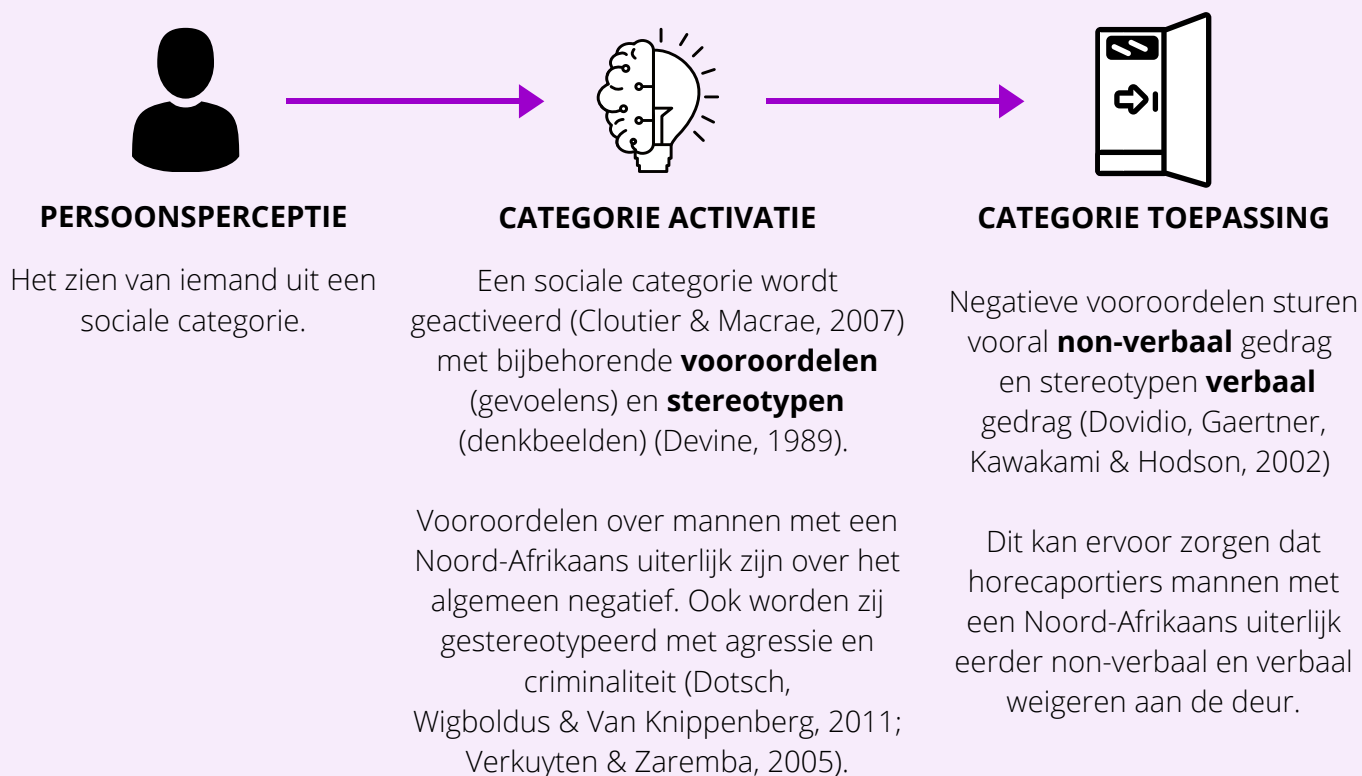 PERSOONSPERCEPTIE
Het zien van iemand uit een
sociale categorie.
CATEGORIE ACTIVATIE
Een sociale categorie wordt
geactiveerd (Cloutier & Macrae, 2007)
met bijbehorende vooroordelen
(gevoelens) en stereotypen
(denkbeelden) (Devine, 1989).
Vooroordelen over mannen met een
Noord-Afrikaans uiterlijk zijn over het
algemeen negatief. Ook worden zij
gestereotypeerd met agressie en
criminaliteit (Dotsch,
Wigboldus & Van Knippenberg, 2011;
Verkuyten & Zaremba, 2005).
CATEGORIE TOEPASSING
Negatieve vooroordelen sturen
vooral non-verbaal gedrag
en stereotypen verbaal
gedrag (Dovidio, Gaertner,
Kawakami & Hodson, 2002)
Dit kan ervoor zorgen dat
horecaportiers mannen met
een Noord-Afrikaans uiterlijk
eerder non-verbaal en verbaal
weigeren aan de deur.